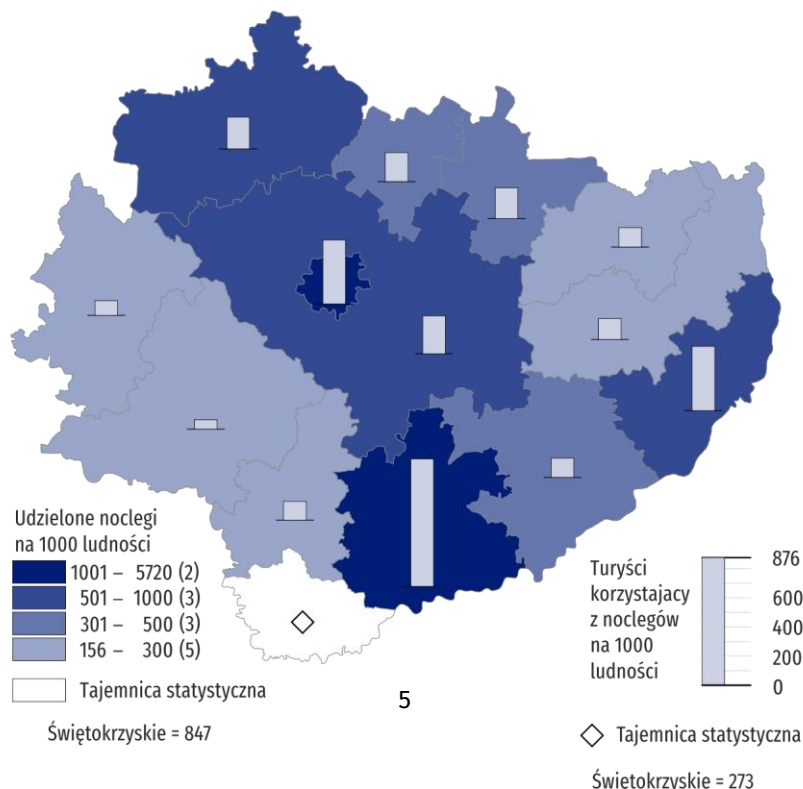 Udzielone noclegi
na 1000 ludności
1001 – 5720 (2)
501 – 1000 (3)
301 – 500 (3)
156 – 300 (5)
Tajemnica statystyczna
Świętokrzyskie = 847
5
Turyści
korzystajacy
z noclegów
na 1000
ludności
876
600
400
200
0
Tajemnica statystyczna
Świętokrzyskie = 273